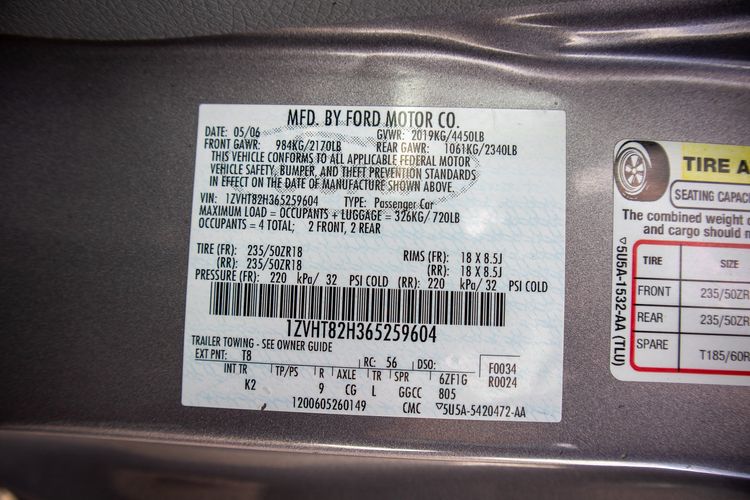 MFD. BY FORD MOTOR CO.
DATE: 05/06 GVWR: 2019KG/4450LB
FRONT GAWR: 984KG/2170LB REAR GAWR: 1061KG/2340LB
THIS VEHICLE CONFORMS TO ALL APPLICABLE FEDERAL MOTOR
VEHICLE SAFETY, BUMPER, AND THEFT PREVENTION STANDARDS
IN EFFECT ON THE DATE OF MANUFACTURE SHOWN ABOVE.
VIN: 1ZVHT82H365259604 TYPE: Passenger Car
MAXIMUM LOAD = OCCUPANTS + LUGGAGE = 326KG/720LB
OCCUPANTS = 4 TOTAL; 2 FRONT, 2 REAR
TIRE (FR): 235/50ZR18 RIMS (FR): 18 X 8.5J
(RR): 235/50ZR18 (RR): 18 X 8.5J
PRESSURE (FR): 220 kPa/ 32 PSI COLD (RR): 220 kPa/ 32 PSI COLD
1ZVHT82H365259604
TRAILER TOWING - SEE OWNER GUIDE
EXT PNT: T8 RC: 56 DSO: F0034
INT TR TP/PS R AXLE TR SPR 6ZF1G R0024
K2 9 CG L GGCC 805
1200605260149 CMC ▽5U5A-5420472-AA
TIRE A
SEATING CAPACI
The combined weight o
and cargo should n
▽5U5A-1532-AA (TLU)
TIRE SIZE
FRONT 235/50ZR
REAR 235/50ZR
SPARE T185/60R